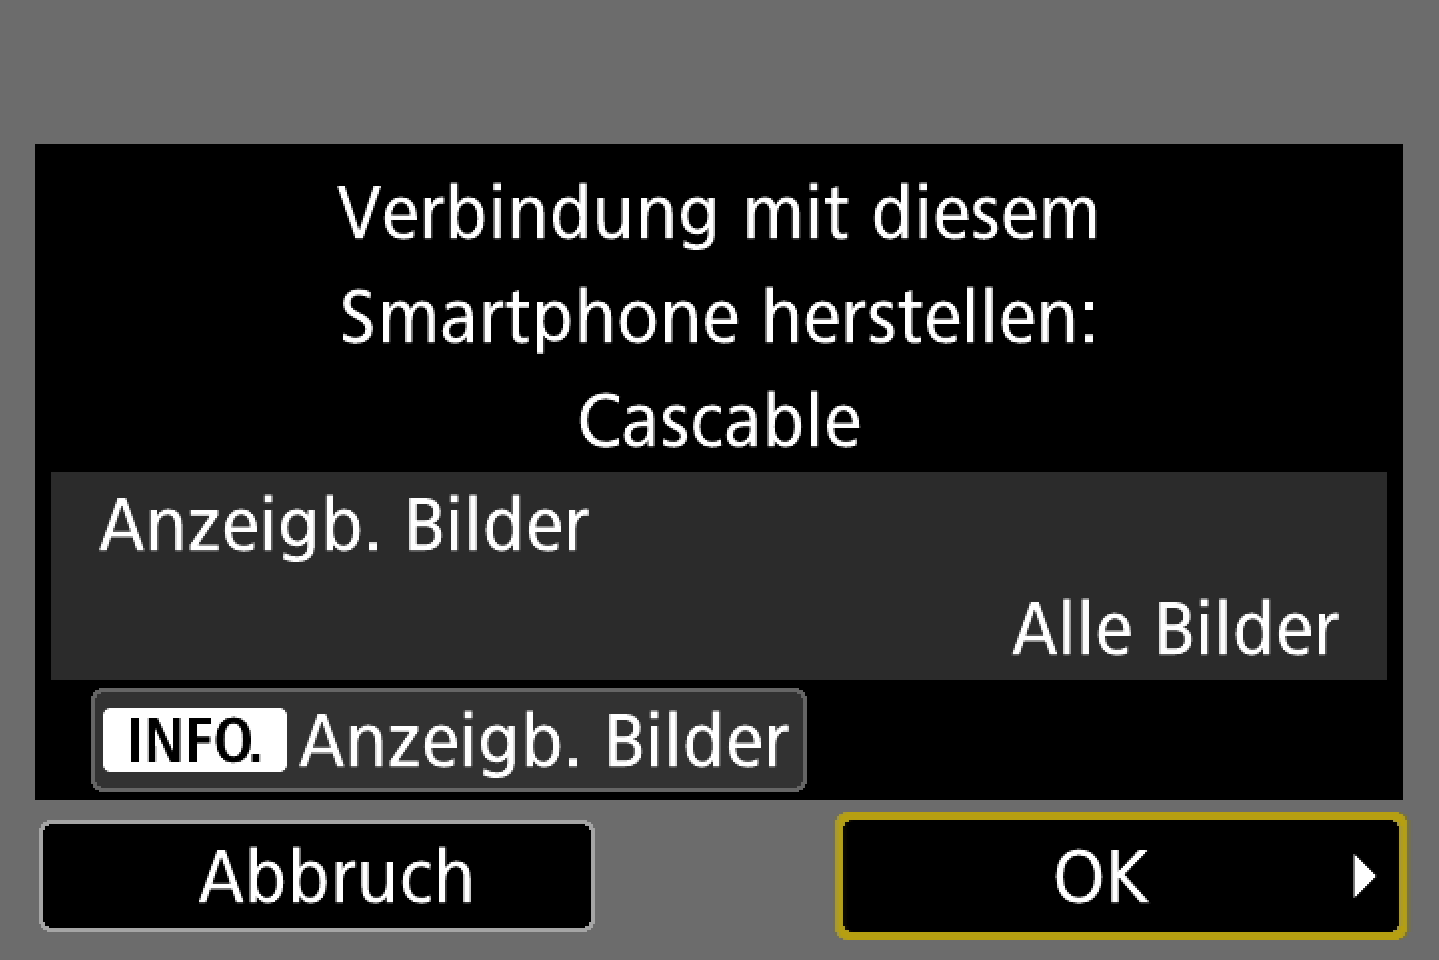 Verbindung mit diesem
Smartphone herstellen:
Cascable
Anzeigb. Bilder
Alle Bilder
INFO. Anzeigb. Bilder
Abbruch
OK